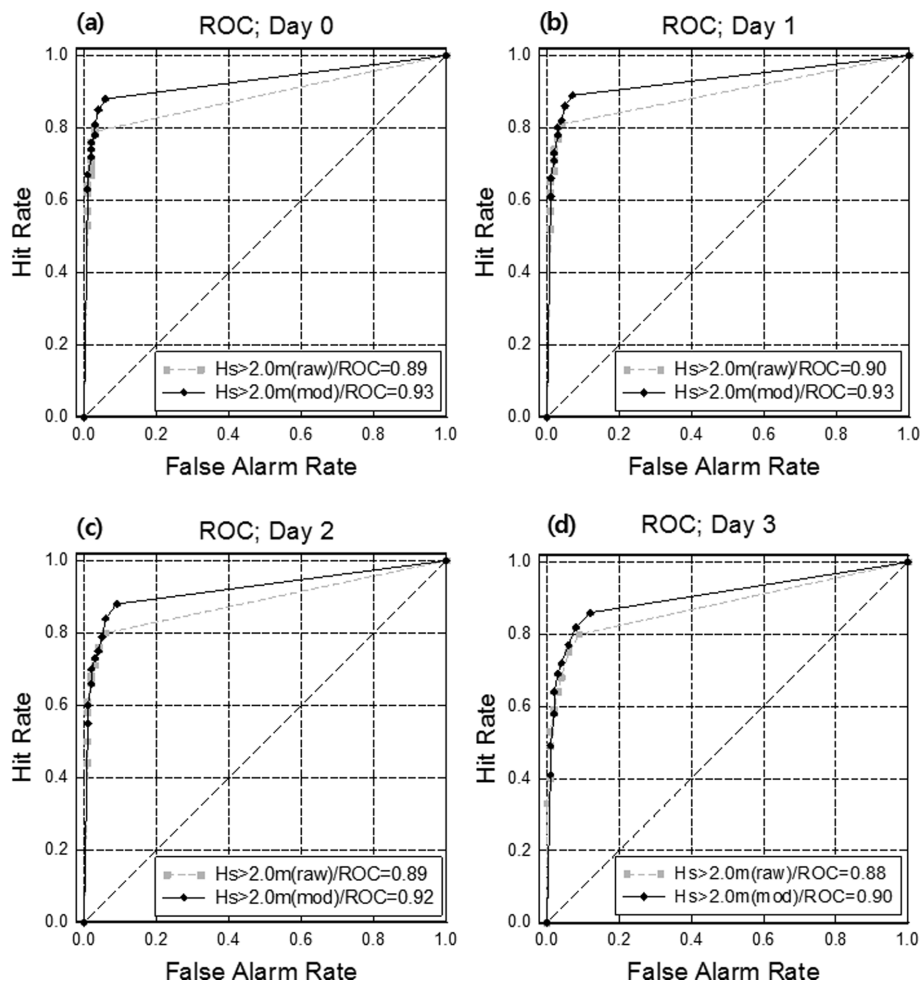 (a) ROC; Day 0
1.0
0.8
0.6
0.4
0.2
0.0
Hit Rate
Hs>2.0m(raw)/ROC=0.89
Hs>2.0m(mod)/ROC=0.93
0.0 0.2 0.4 0.6 0.8 1.0
False Alarm Rate
(b) ROC; Day 1
1.0
0.8
0.6
0.4
0.2
0.0
Hit Rate
Hs>2.0m(raw)/ROC=0.90
Hs>2.0m(mod)/ROC=0.93
0.0 0.2 0.4 0.6 0.8 1.0
False Alarm Rate
(c) ROC; Day 2
1.0
0.8
0.6
0.4
0.2
0.0
Hit Rate
Hs>2.0m(raw)/ROC=0.89
Hs>2.0m(mod)/ROC=0.92
0.0 0.2 0.4 0.6 0.8 1.0
False Alarm Rate
(d) ROC; Day 3
1.0
0.8
0.6
0.4
0.2
0.0
Hit Rate
Hs>2.0m(raw)/ROC=0.88
Hs>2.0m(mod)/ROC=0.90
0.0 0.2 0.4 0.6 0.8 1.0
False Alarm Rate